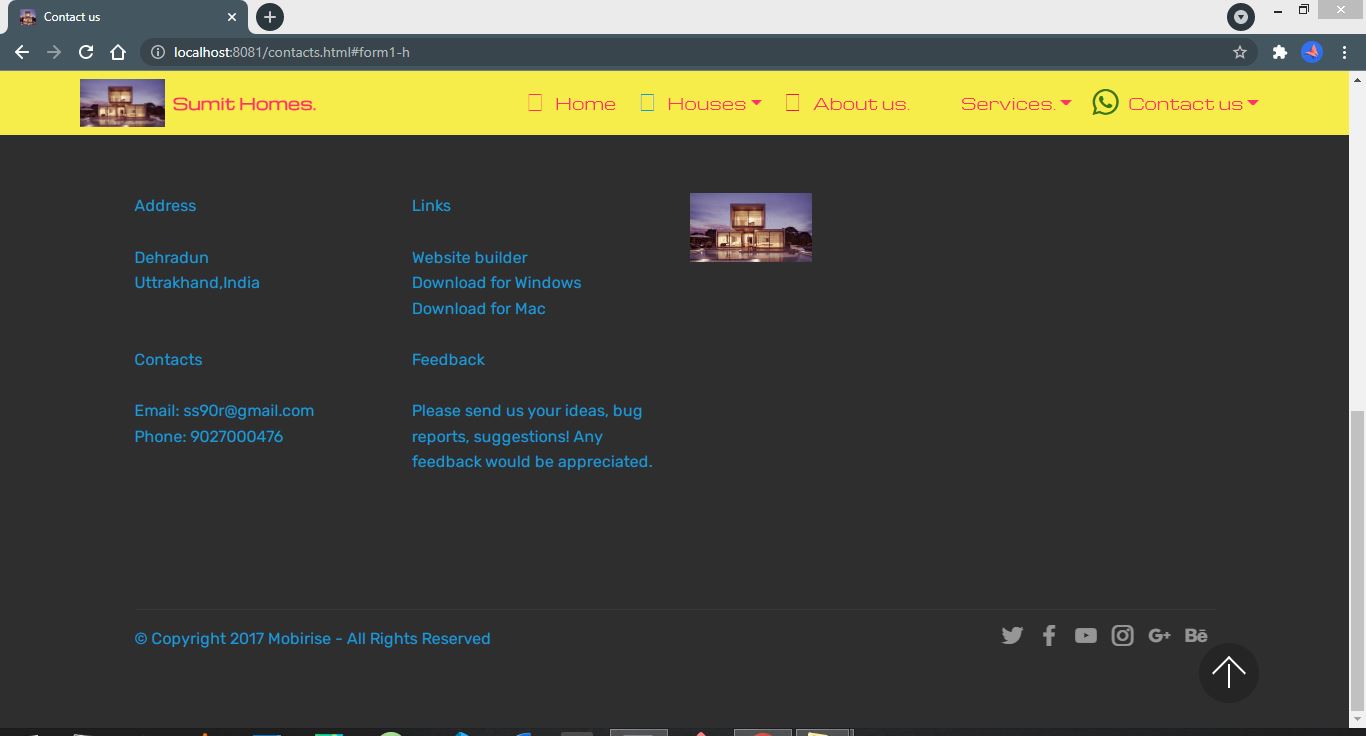 Contact us
localhost:8081/contacts.html#form1-h
Sumit Homes.
Home
Houses
About us.
Services.
Contact us
Address
Dehradun
Uttrakhand,India
Contacts
Email: ss90r@gmail.com
Phone: 9027000476
Links
Website builder
Download for Windows
Download for Mac
Feedback
Please send us your ideas, bug
reports, suggestions! Any
feedback would be appreciated.
© Copyright 2017 Mobirise - All Rights Reserved
G+
Bē